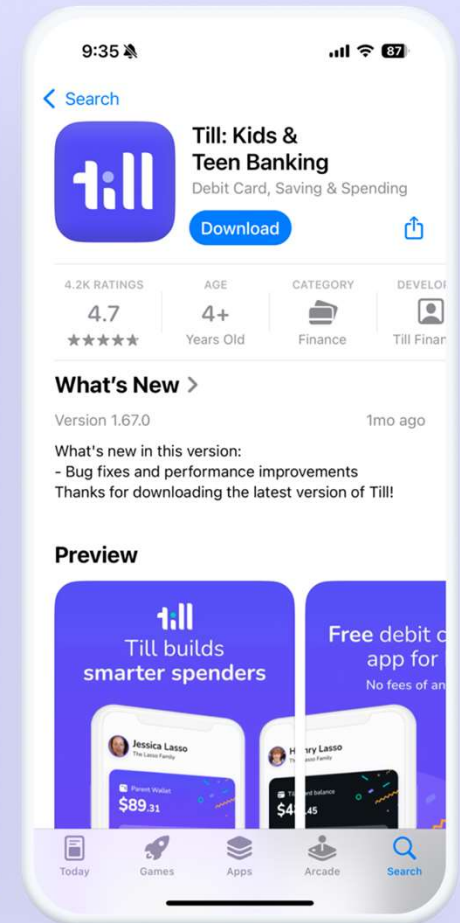 9:35
87
Search
till
Till: Kids &
Teen Banking
Debit Card, Saving & Spending
Download
4.2K RATINGS
4.7
AGE
4+
Years Old
CATEGORY
Finance
DEVELO
Till Finan
What's New
Version 1.67.0
1mo ago
What's new in this version:
- Bug fixes and performance improvements
Thanks for downloading the latest version of Till!
Preview
till
Till builds
smarter spenders
Jessica Lasso
The Lasso Family
Parent Wallet
$89.31
Free debit c
app for
No fees of an
Lasso
Family
.45
Today
Games
Apps
Arcade
Search